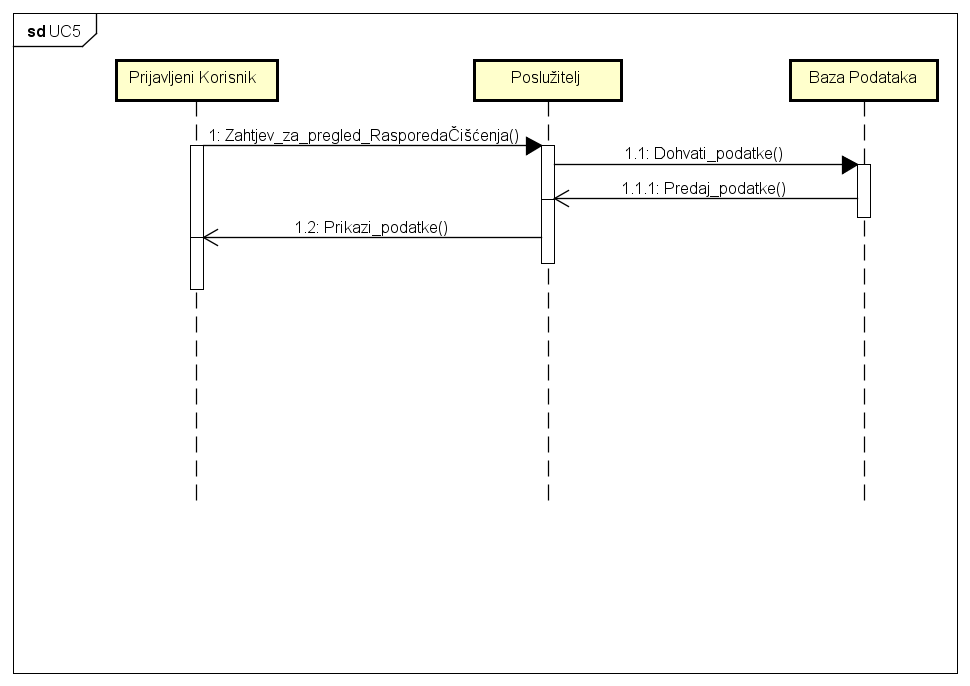 sd UC5
Prijavljeni Korisnik
Poslužitelj
Baza Podataka
1: Zahtjev_za_pregled_RasporedaČišćenja()
1.1: Dohvati_podatke()
1.1.1: Predaj_podatke()
1.2: Prikazi_podatke()